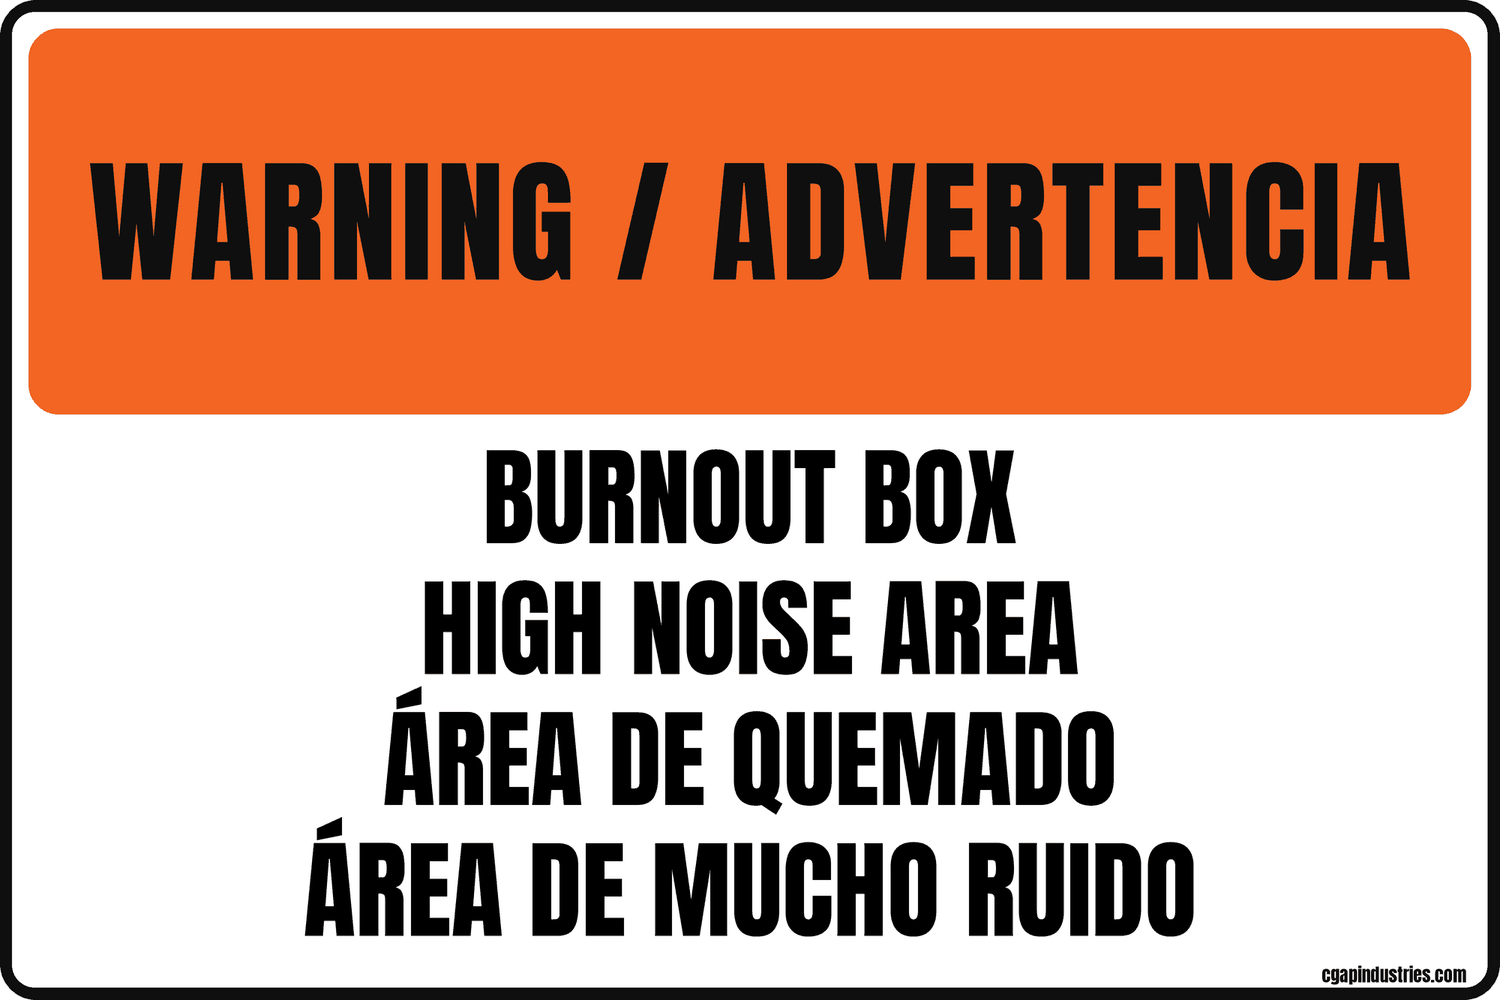 WARNING / ADVERTENCIA
BURNOUT BOX
HIGH NOISE AREA
ÁREA DE QUEMADO
ÁREA DE MUCHO RUIDO
cgapindustries.com